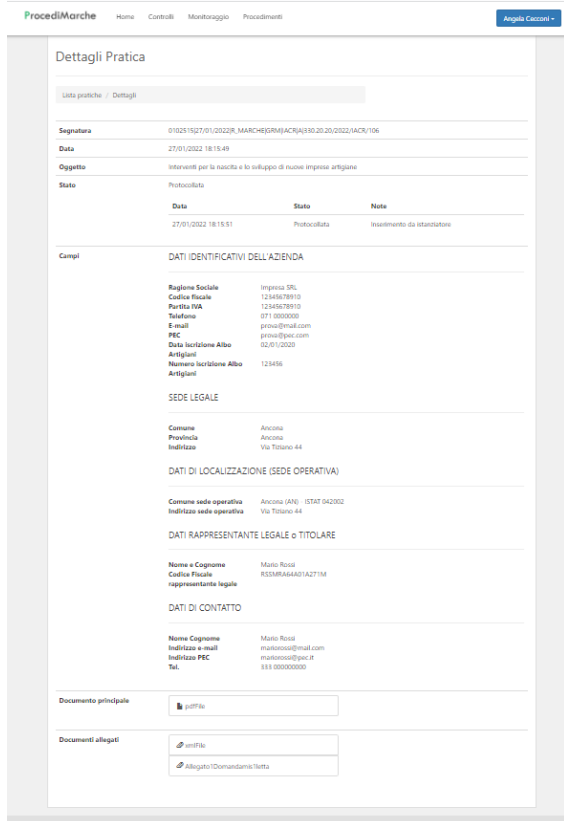 ProcediMarche Home Controlli Monitoraggio Procedimenti Angela Cecconi
Dettagli Pratica
Lista pratiche / Dettagli
Segnatura 0102515|27/01/2022|R_MARCHE|GRM|IACR|A|330.20.20/2022/IACR/106
Data 27/01/2022 18:15:49
Oggetto Interventi per la nascita e lo sviluppo di nuove imprese artigiane
Stato Protocollata
Data Stato Note
27/01/2022 18:15:51 Protocollata Inserimento da istanziatore
Campi DATI IDENTIFICATIVI DELL'AZIENDA
Ragione Sociale Impresa SRL
Codice fiscale 12345678910
Partita IVA 12345678910
Telefono 071 0000000
E-mail prova@mail.com
PEC prova@pec.com
Data Iscrizione Albo 02/01/2020
Artigiani
Numero Iscrizione Albo 123456
Artigiani
SEDE LEGALE
Comune Ancona
Provincia Ancona
Indirizzo Via Tiziano 44
DATI DI LOCALIZZAZIONE (SEDE OPERATIVA)
Comune sede operativa Ancona (AN) - ISTAT 042002
Indirizzo sede operativa Via Tiziano 44
DATI RAPPRESENTANTE LEGALE o TITOLARE
Nome e Cognome Mario Rossi
Codice Fiscale RSSMRA64A01A271M
rappresentante legale
DATI DI CONTATTO
Nome Cognome Mario Rossi
Indirizzo e-mail mariorossi@mail.com
Indirizzo PEC mariorossi@pec.it
Tel. 333 000000000
Documento principale pdfFile
Documenti allegati xmlFile
Allegato1Domandamis1letta